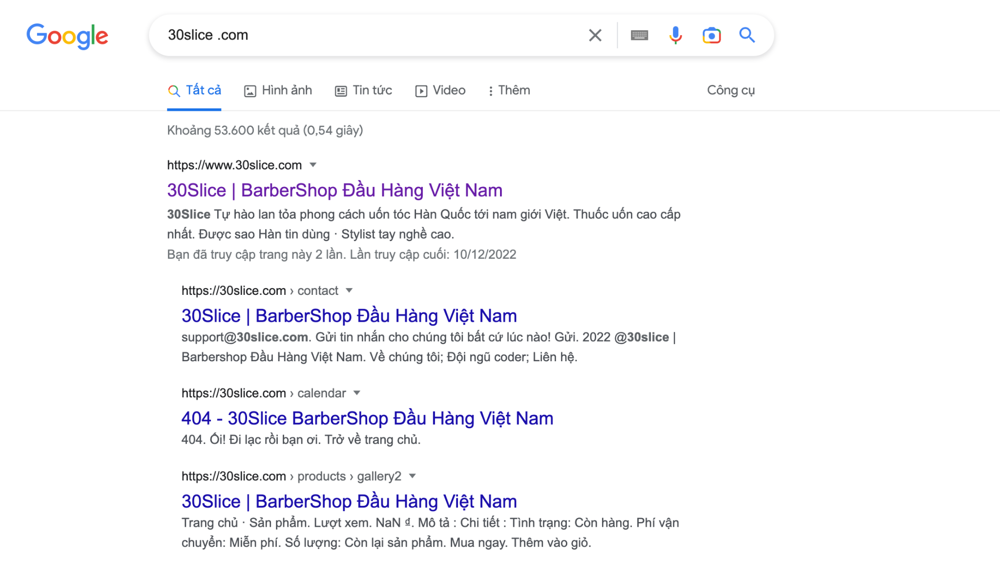 Google
30slice .com
Tất cả
Hình ảnh
Tin tức
Video
Thêm
Công cụ
Khoảng 53.600 kết quả (0,54 giây)
https://www.30slice.com
30Slice | BarberShop Đầu Hàng Việt Nam
30Slice Tự hào lan tỏa phong cách uốn tóc Hàn Quốc tới nam giới Việt. Thuốc uốn cao cấp
nhất. Được sao Hàn tin dùng · Stylist tay nghề cao.
Bạn đã truy cập trang này 2 lần. Lần truy cập cuối: 10/12/2022
https://30slice.com › contact
30Slice | BarberShop Đầu Hàng Việt Nam
support@30slice.com. Gửi tin nhắn cho chúng tôi bất cứ lúc nào! Gửi. 2022 @30slice |
Barbershop Đầu Hàng Việt Nam. Về chúng tôi; Đội ngũ coder; Liên hệ.
https://30slice.com › calendar
404 - 30Slice BarberShop Đầu Hàng Việt Nam
404. Ối! Đi lạc rồi bạn ơi. Trở về trang chủ.
https://30slice.com › products › gallery2
30Slice | BarberShop Đầu Hàng Việt Nam
Trang chủ · Sản phẩm. Lượt xem. NaN ₫. Mô tả : Chi tiết : Tình trạng: Còn hàng. Phí vận
chuyển: Miễn phí. Số lượng: Còn lại sản phẩm. Mua ngay. Thêm vào giỏ.